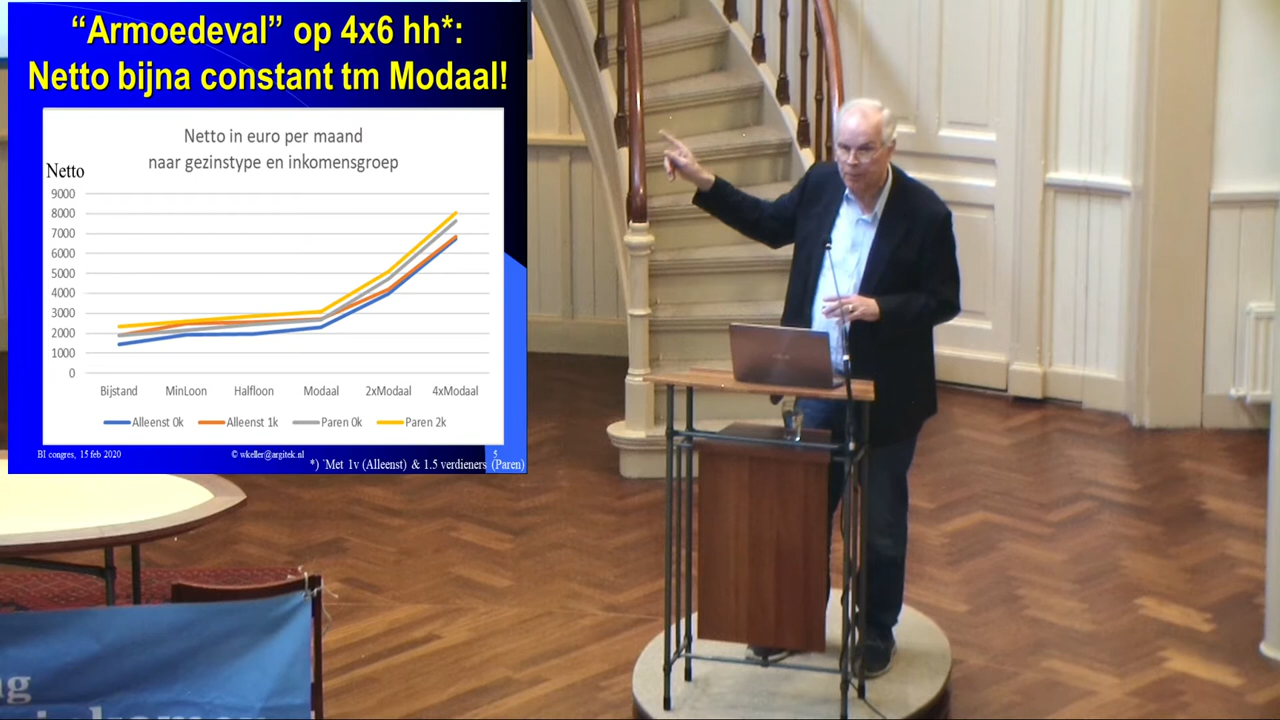 “Armoedeval” op 4x6 hh*:
Netto bijna constant tm Modaal!
Netto in euro per maand
naar gezinstype en inkomensgroep
Netto
9000
8000
7000
6000
5000
4000
3000
2000
1000
0
Bijstand MinLoon Halfloon Modaal 2xModaal 4xModaal
Alleenst 0k Alleenst 1k Paren 0k Paren 2k
BI congres, 15 feb 2020 © wkeller@argitek.nl 5
*) `Met 1v (Alleenst) & 1.5 verdieners (Paren)